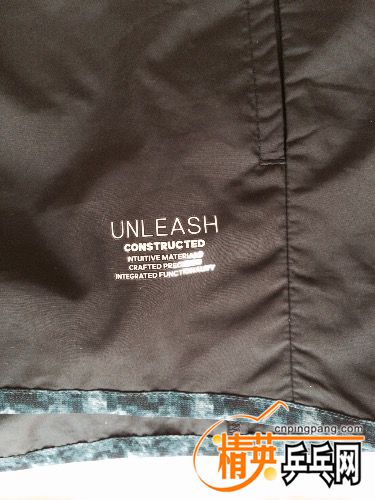 UNLEASH
CONSTRUCTED
INTUITIVE MATERIALS
CRAFTED PRECISION
INTEGRATED FUNCTIONALITY
cnpingpang.com
精英乒乓网